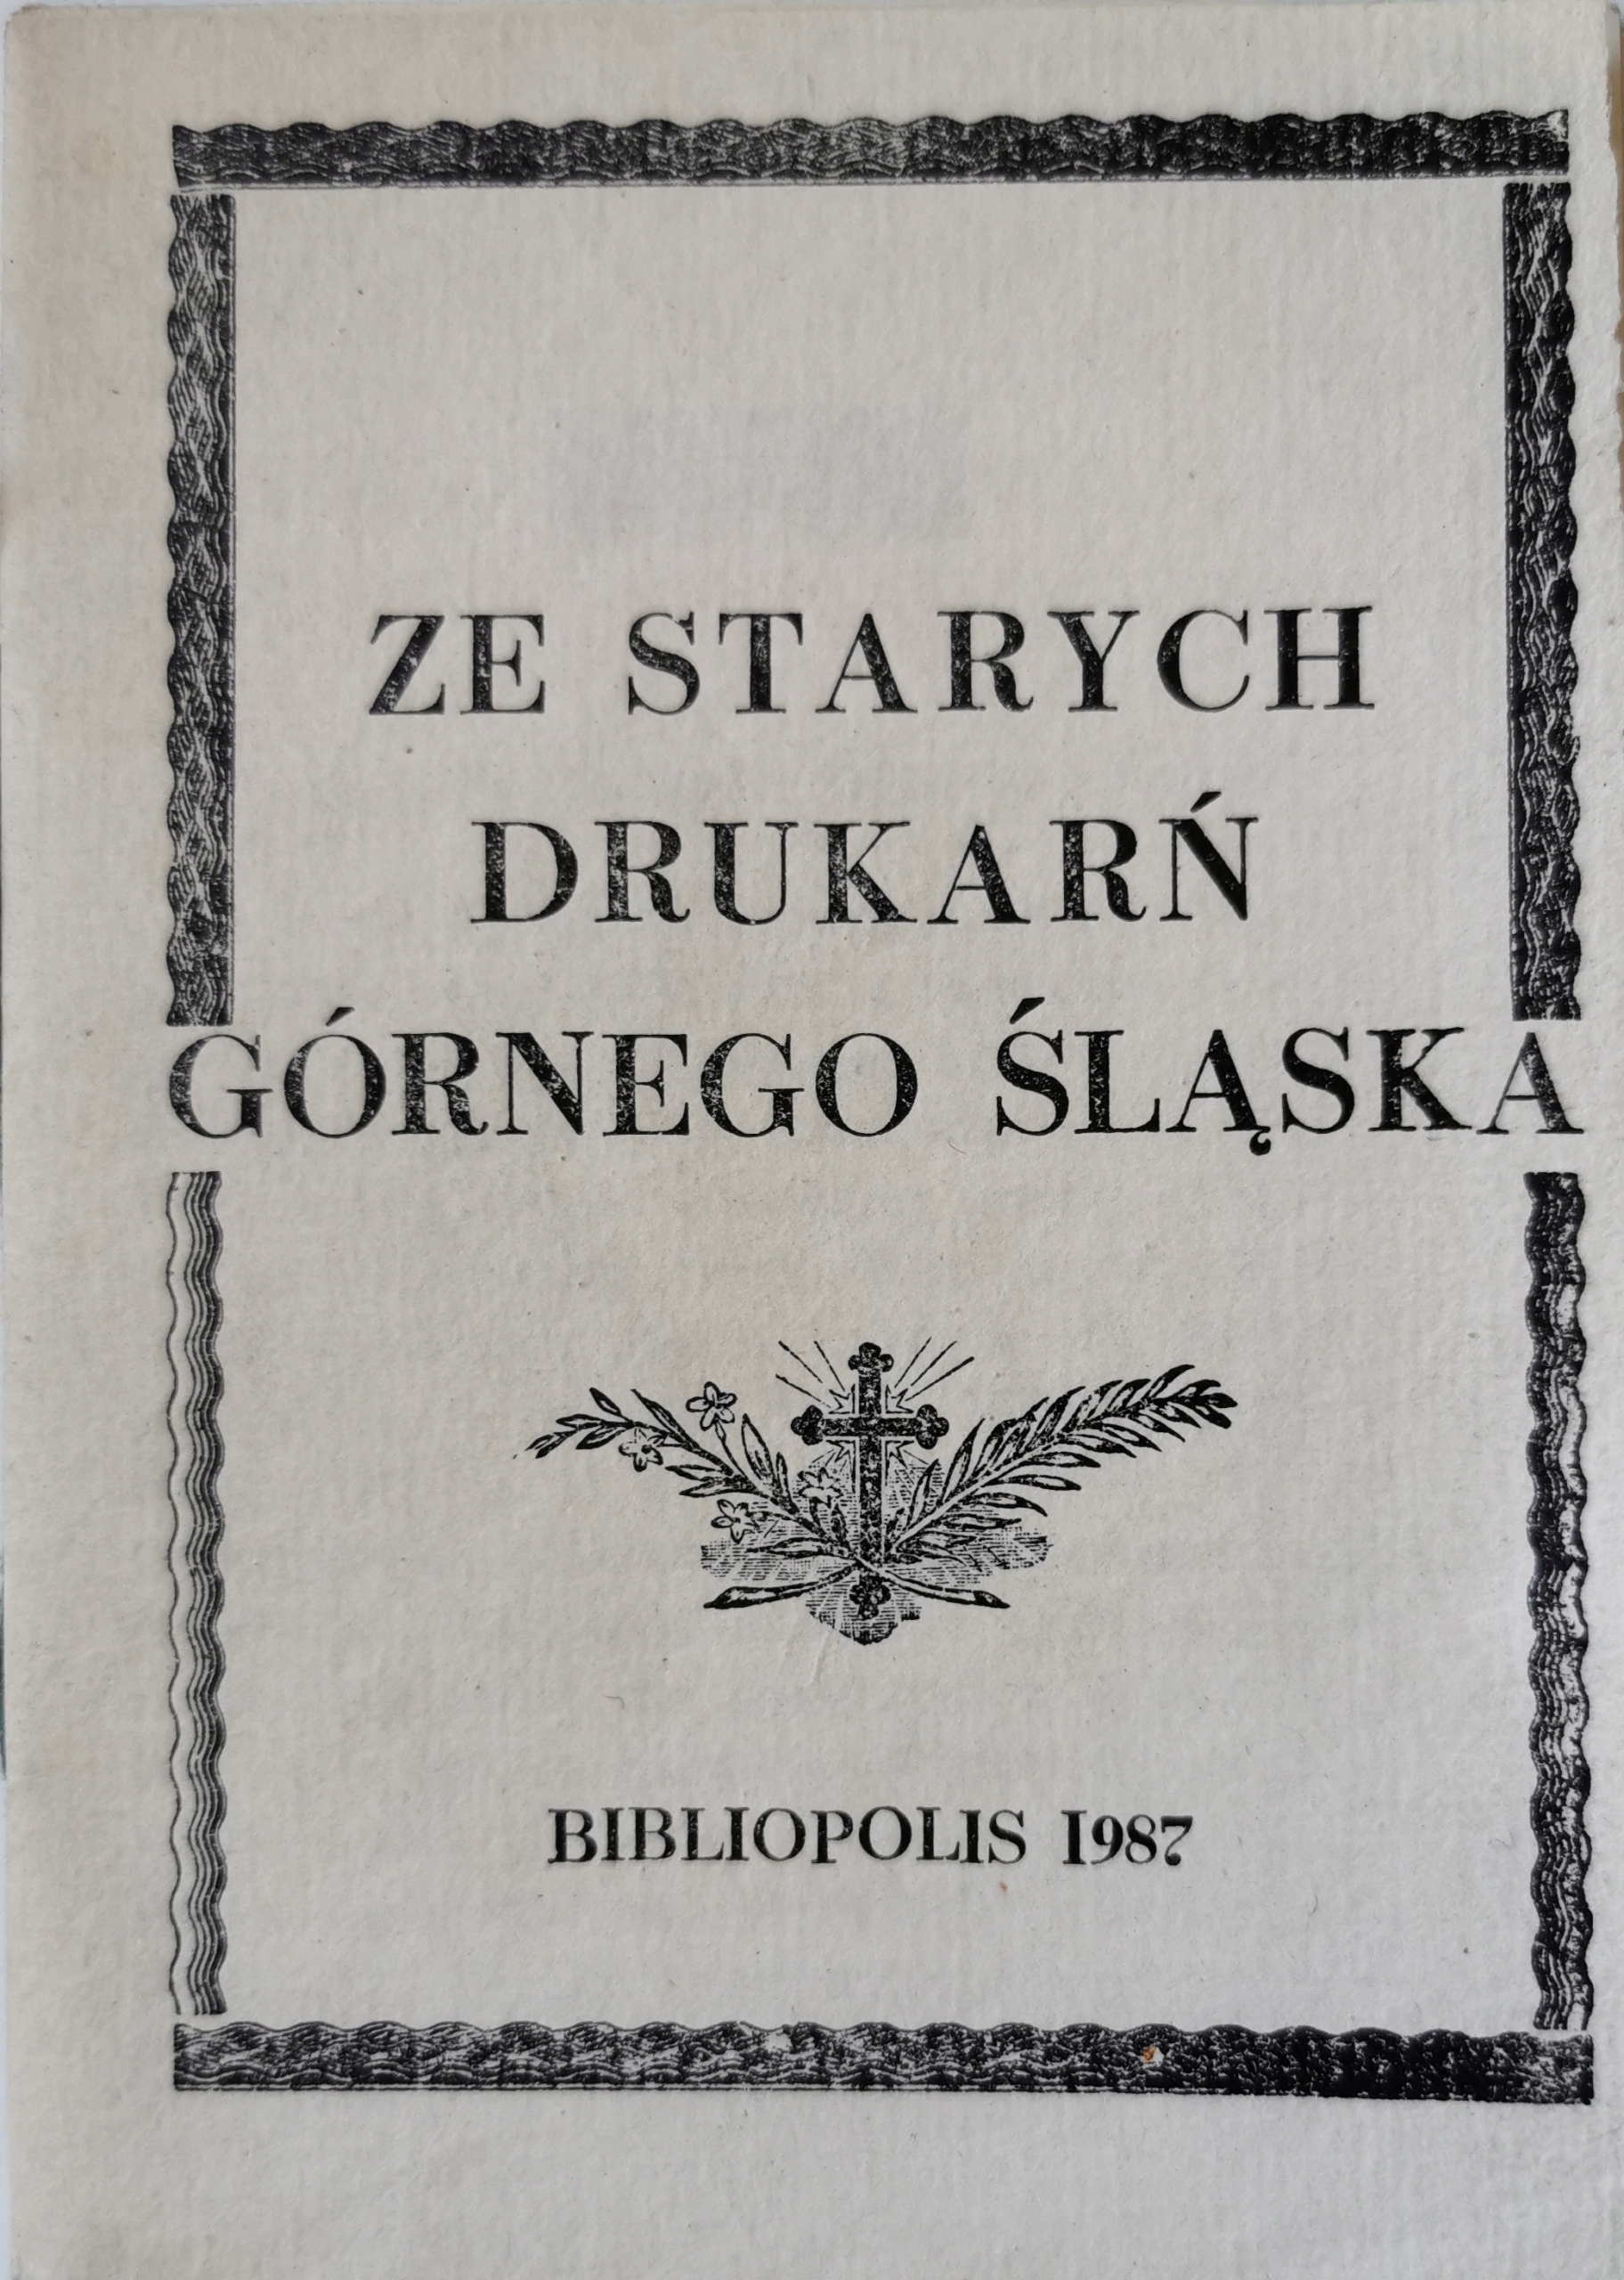 ZE STARYCH
DRUKARŃ
GÓRNEGO ŚLĄSKA
BIBLIOPOLIS 1987